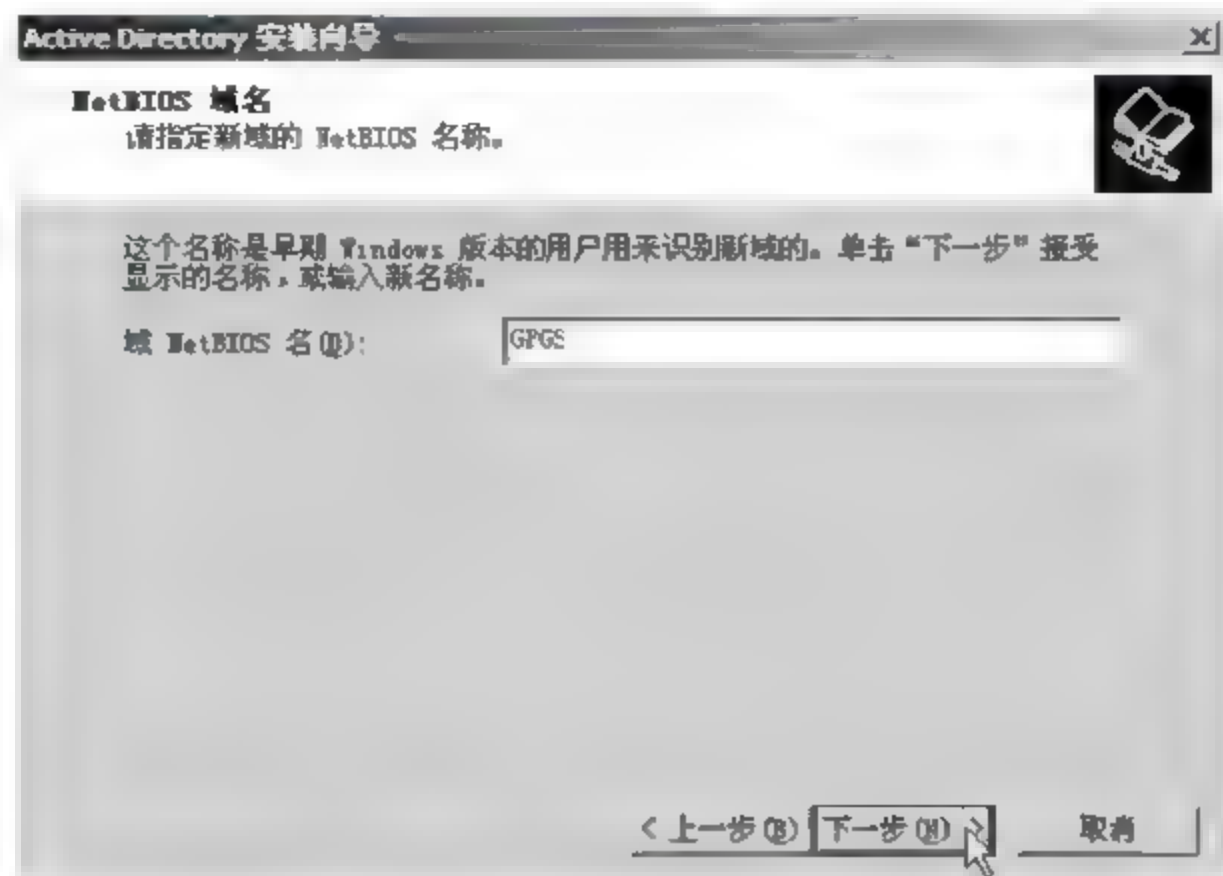 Active Directory 安装向导
NetBIOS 域名
请指定新域的 NetBIOS 名称。
这个名称是早期 Windows 版本的用户用来识别新域的。单击“下一步”接受
显示的名称，或输入新名称。
域 NetBIOS 名(D):
GPGS
< 上一步(B)
下一步(N) >
取消